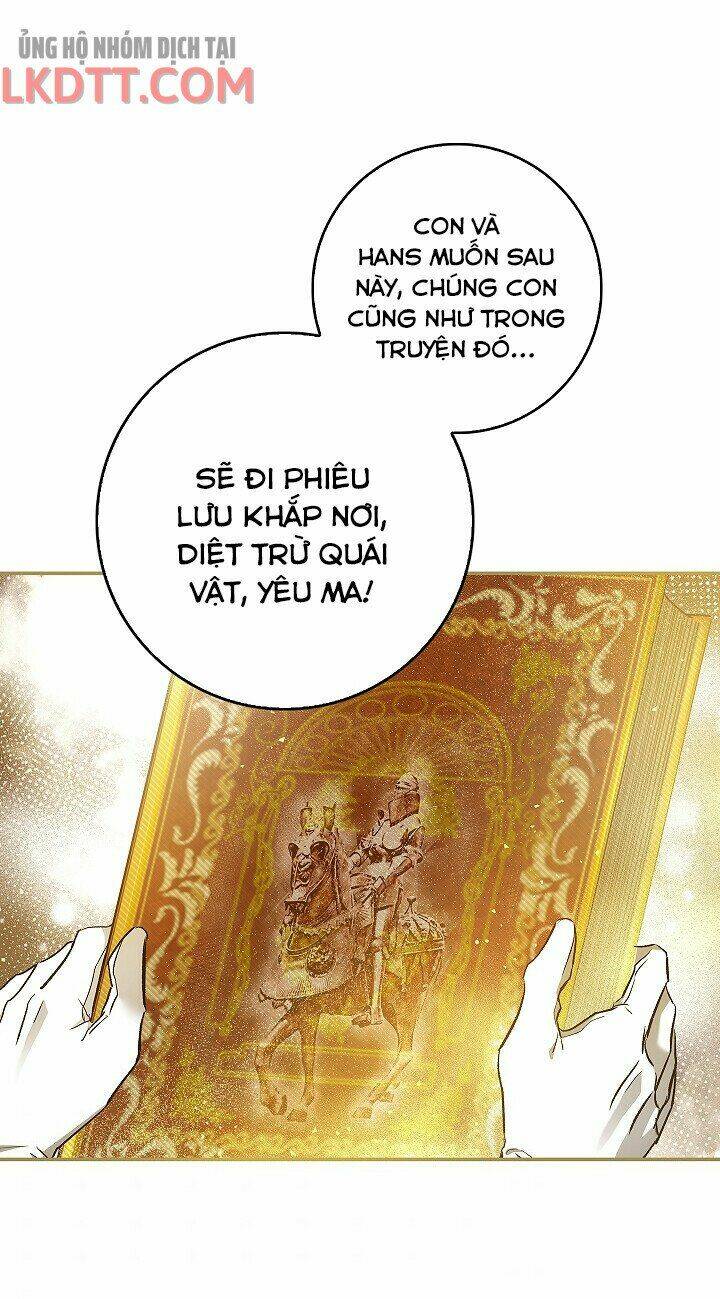 ỦNG HỘ NHÓM DỊCH TẠI
LKDTT.COM
CON VÀ
HANS MUỐN SAU
NÀY, CHÚNG CON
CŨNG NHƯ TRONG
TRUYỆN ĐÓ...
SẼ ĐI PHIÊU
LƯU KHẮP NƠI,
DIỆT TRỪ QUÁI
VẬT, YÊU MA!